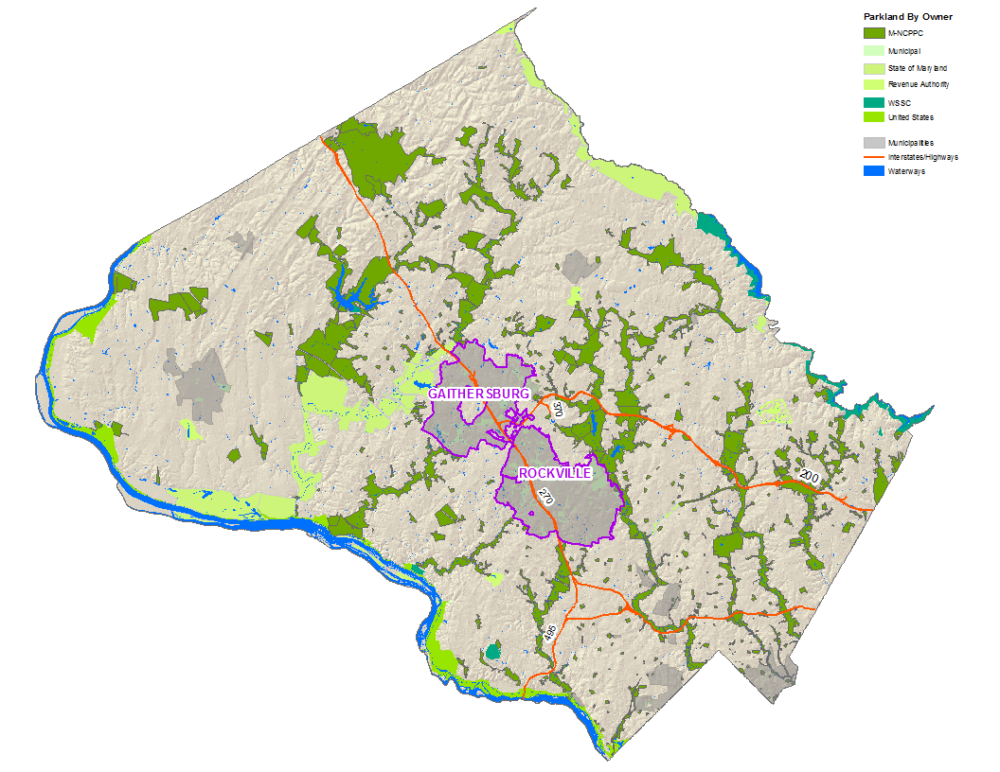 Parkland By Owner
M-NCPPC
Municipal
State of Maryland
Revenue Authority
WSSC
United States
Municipalities
Interstates/Highways
Waterways
GAITHERSBURG
370
ROCKVILLE
200
270
495